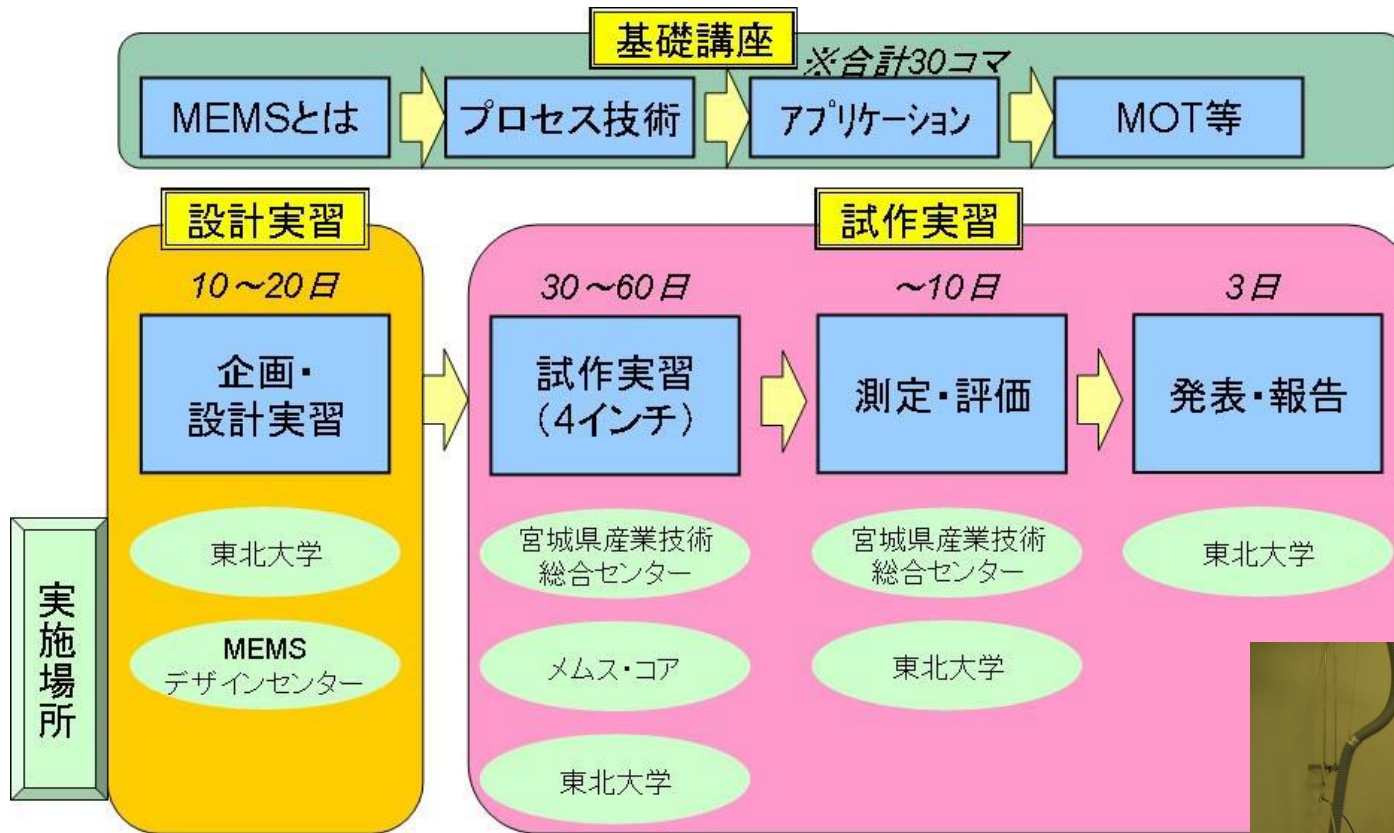 基礎講座
※合計30コマ
MEMSとは
プロセス技術
アプリケーション
MOT等
設計実習
10～20日
企画・
設計実習
試作実習
30～60日
試作実習
(4インチ)
～10日
測定・評価
3日
発表・報告
実施場所
東北大学
MEMS
デザインセンター
宮城県産業技術
総合センター
メムス・コア
東北大学
宮城県産業技術
総合センター
東北大学
東北大学